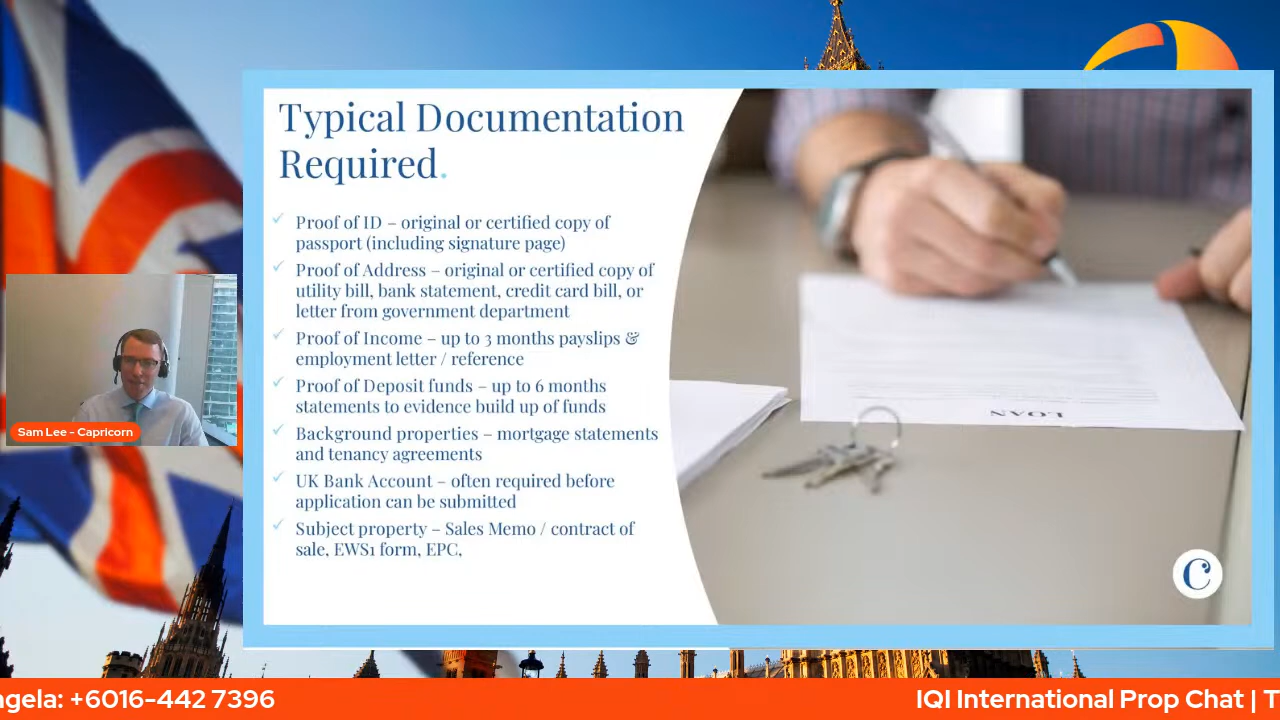 Typical Documentation
Required.
Proof of ID – original or certified copy of
passport (including signature page)
Proof of Address – original or certified copy of
utility bill, bank statement, credit card bill, or
letter from government department
Proof of Income – up to 3 months payslips &
employment letter / reference
Proof of Deposit funds – up to 6 months
statements to evidence build up of funds
Background properties – mortgage statements
and tenancy agreements
UK Bank Account – often required before
application can be submitted
Subject property – Sales Memo / contract of
sale, EWS1 form, EPC,
LOAN
C
Sam Lee - Capricorn
ngela: +6016-442 7396
IQI International Prop Chat | T